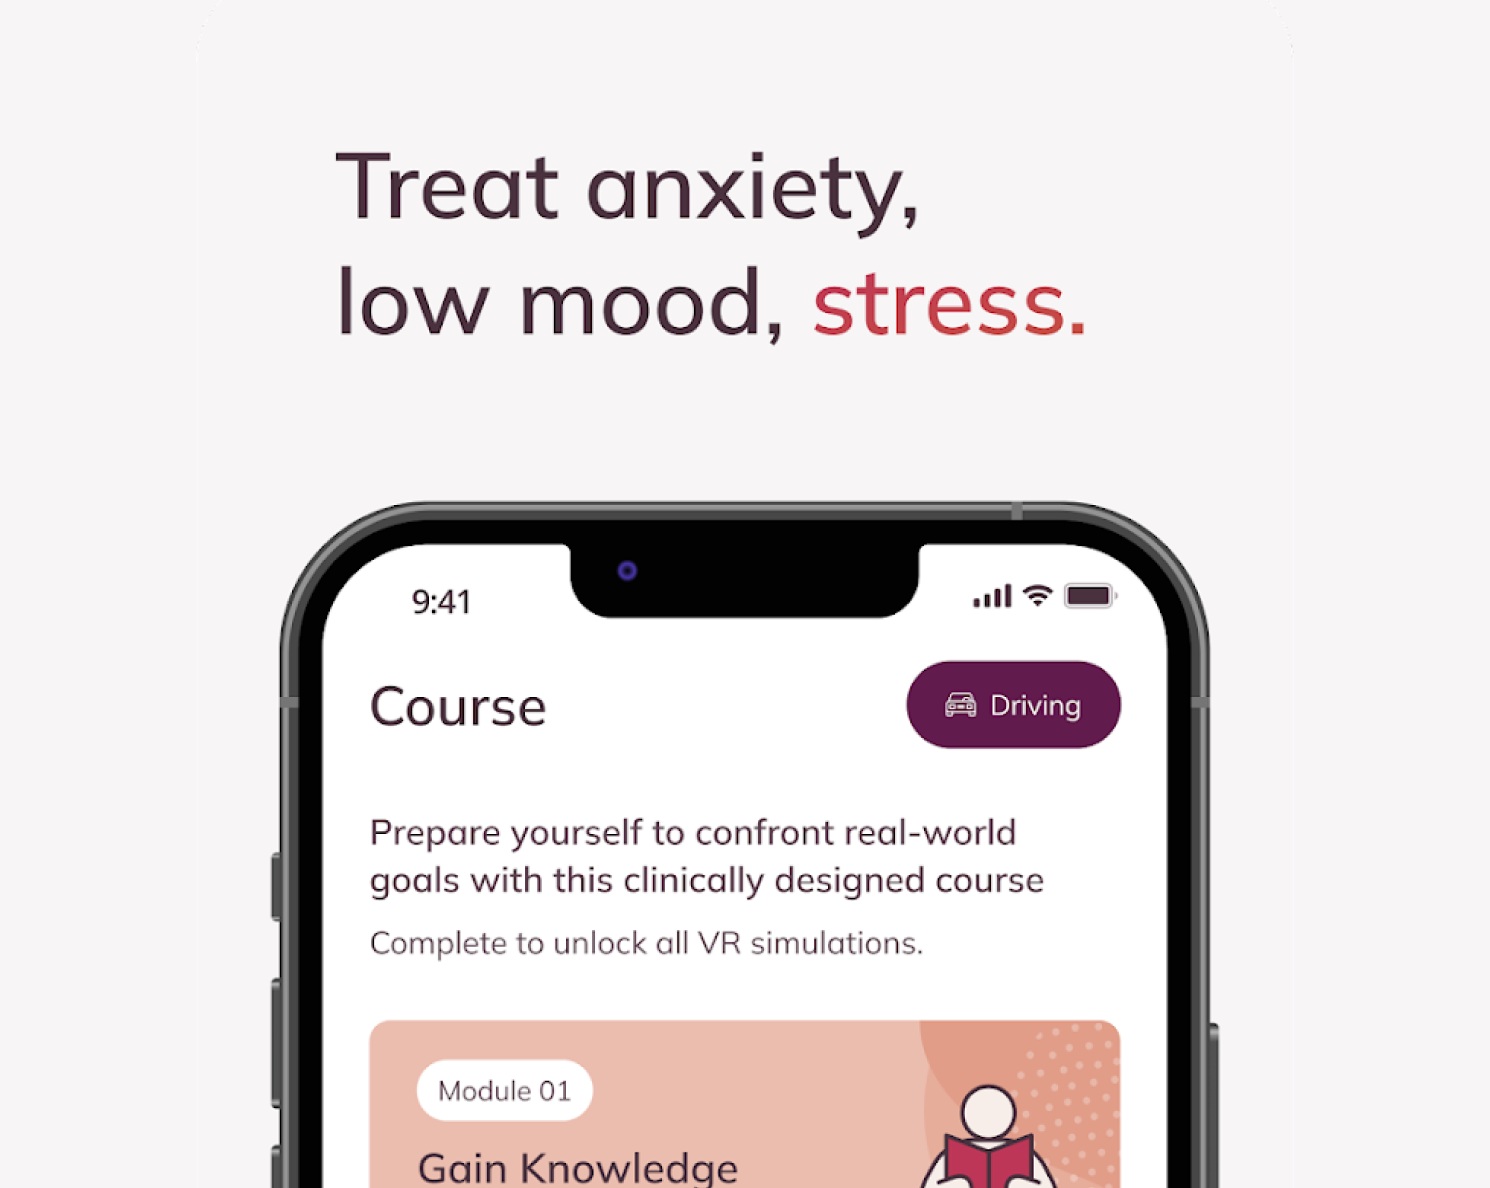 Treat anxiety,
low mood, stress.
9:41
Course
Driving
Prepare yourself to confront real-world
goals with this clinically designed course
Complete to unlock all VR simulations.
Module 01
Gain Knowledge